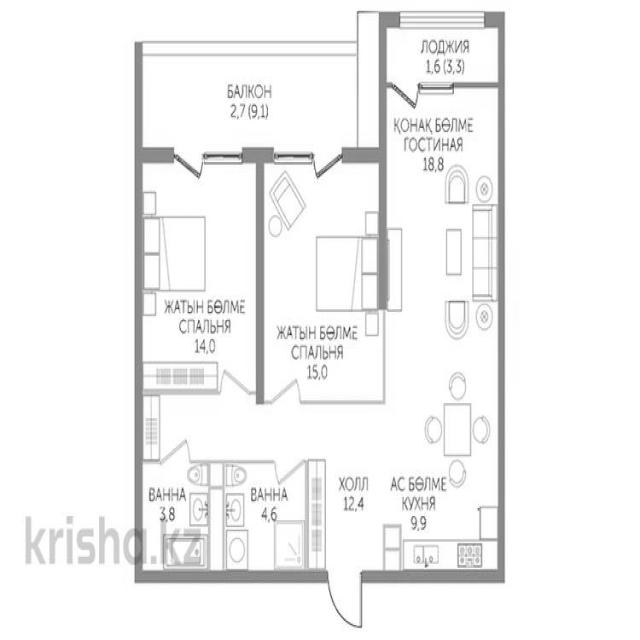 ЛОДЖИЯ
1,6 (3,3)
БАЛКОН
2,7 (9,1)
ҚОНАҚ БӨЛМЕ
ГОСТИНАЯ
18,8
ЖАТЫН БӨЛМЕ
СПАЛЬНЯ
14,0
ЖАТЫН БӨЛМЕ
СПАЛЬНЯ
15,0
ВАННА
3,8
ВАННА
4,6
ХОЛЛ
12,4
АС БӨЛМЕ
КУХНЯ
9,9
krisha.kz